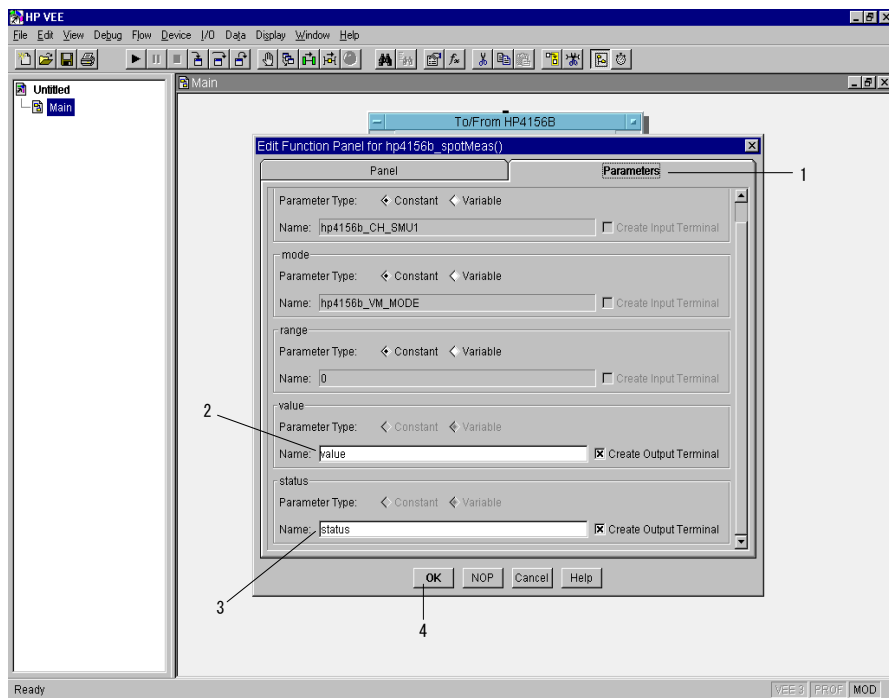 HP VEE
File Edit View Debug Flow Device I/O Data Display Window Help
Untitled
Main
Main
To/From HP4156B
Edit Function Panel for hp4156b_spotMeas()
Panel
Parameters
1
Parameter Type: Constant Variable
Name: hp4156b_CH_SMU1 Create Input Terminal
mode
Parameter Type: Constant Variable
Name: hp4156b_VM_MODE Create Input Terminal
range
Parameter Type: Constant Variable
Name: 0 Create Input Terminal
value
2
Parameter Type: Constant Variable
Name: value Create Output Terminal
status
Parameter Type: Constant Variable
Name: status Create Output Terminal
3
OK NOP Cancel Help
4
Ready
VEE 3 PROF MOD